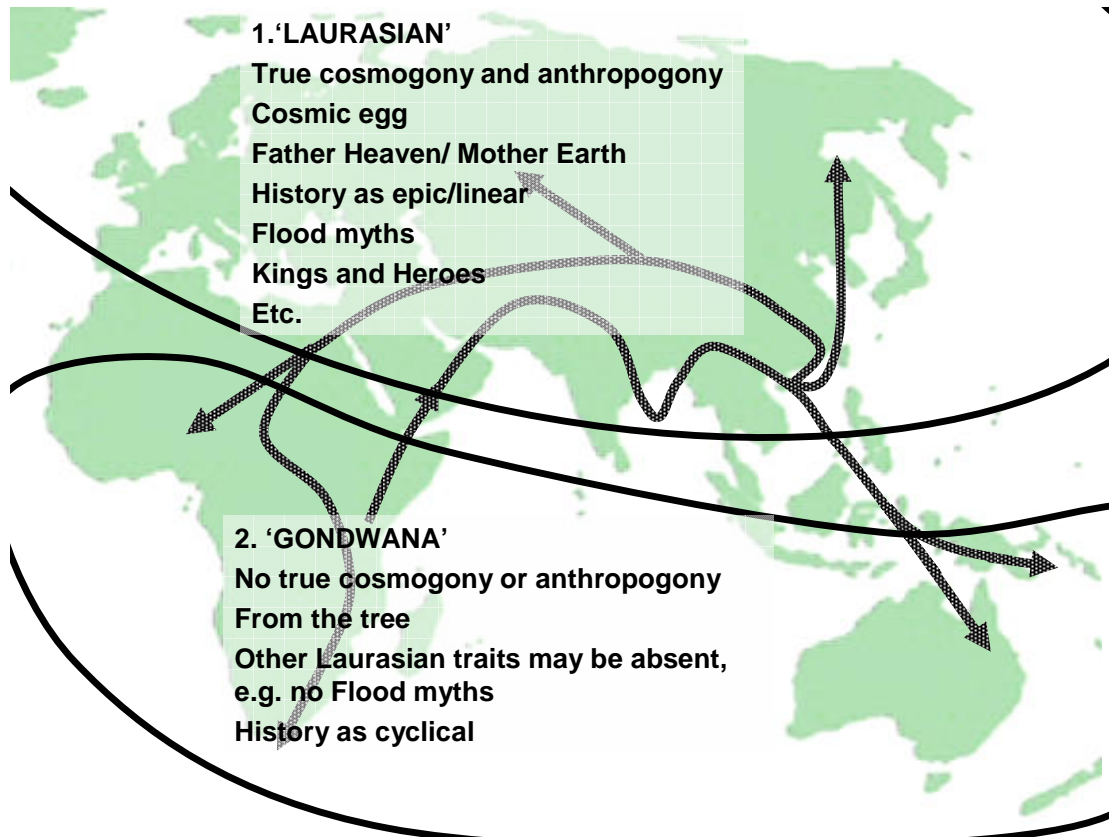 1.‘LAURASIAN’
True cosmogony and anthropogony
Cosmic egg
Father Heaven/ Mother Earth
History as epic/linear
Flood myths
Kings and Heroes
Etc.
2. ‘GONDWANA’
No true cosmogony or anthropogony
From the tree
Other Laurasian traits may be absent,
e.g. no Flood myths
History as cyclical